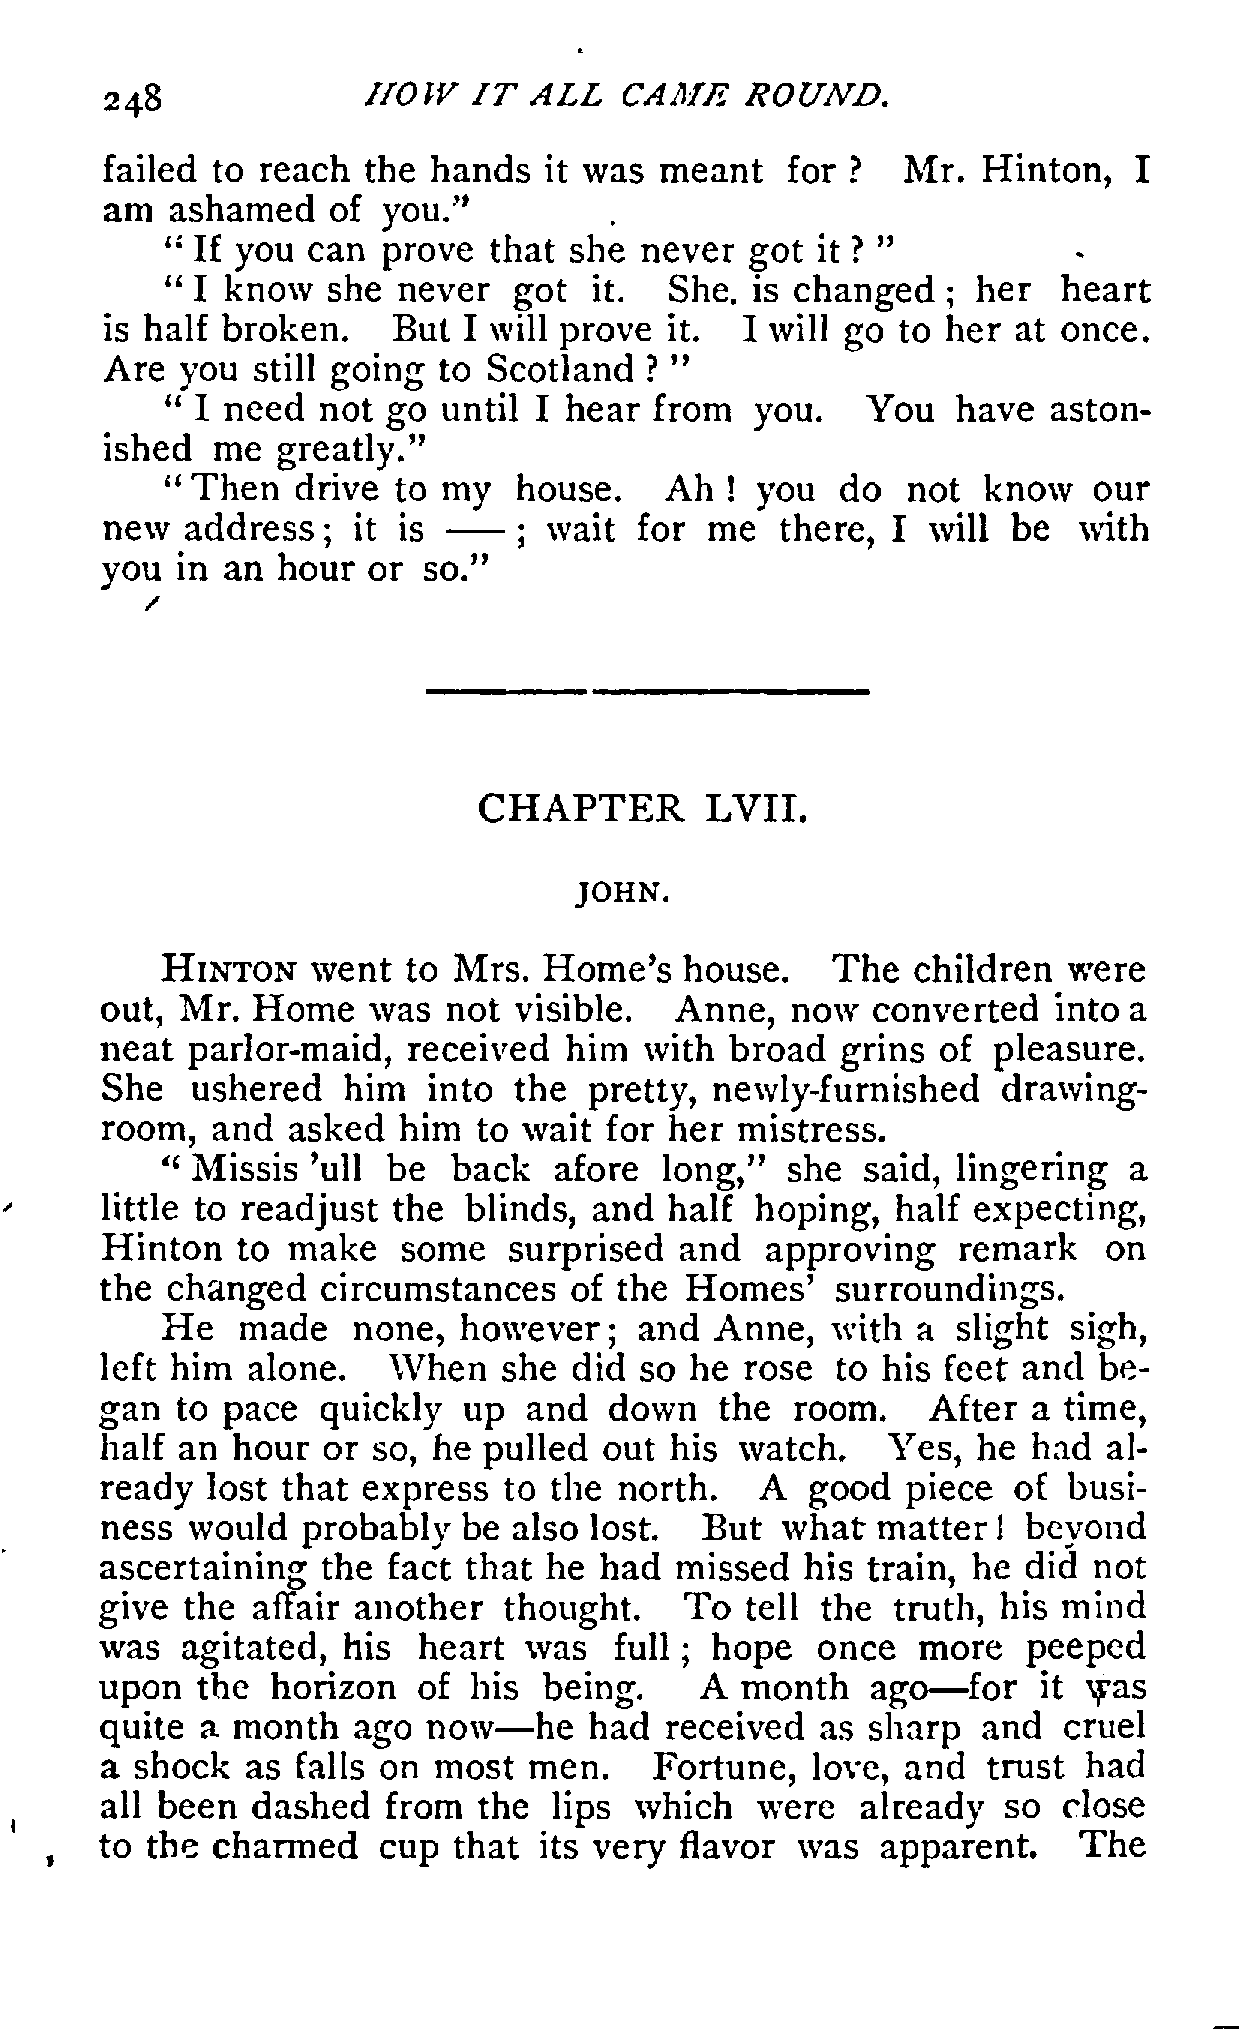 248 HOW IT ALL CAME ROUND.
failed to reach the hands it was meant for? Mr. Hinton, I
am ashamed of you."
"If you can prove that she never got it?"
"I know she never got it. She. is changed; her heart
is half broken. But I will prove it. I will go to her at once.
Are you still going to Scotland?"
"I need not go until I hear from you. You have aston-
ished me greatly."
"Then drive to my house. Ah! you do not know our
new address; it is ——; wait for me there, I will be with
you in an hour or so."
CHAPTER LVII.
JOHN.
HINTON went to Mrs. Home's house. The children were
out, Mr. Home was not visible. Anne, now converted into a
neat parlor-maid, received him with broad grins of pleasure.
She ushered him into the pretty, newly-furnished drawing-
room, and asked him to wait for her mistress.
"Missis 'ull be back afore long," she said, lingering a
little to readjust the blinds, and half hoping, half expecting,
Hinton to make some surprised and approving remark on
the changed circumstances of the Homes' surroundings.
He made none, however; and Anne, with a slight sigh,
left him alone. When she did so he rose to his feet and be-
gan to pace quickly up and down the room. After a time,
half an hour or so, he pulled out his watch. Yes, he had al-
ready lost that express to the north. A good piece of busi-
ness would probably be also lost. But what matter! beyond
ascertaining the fact that he had missed his train, he did not
give the affair another thought. To tell the truth, his mind
was agitated, his heart was full; hope once more peeped
upon the horizon of his being. A month ago—for it was
quite a month ago now—he had received as sharp and cruel
a shock as falls on most men. Fortune, love, and trust had
all been dashed from the lips which were already so close
to the charmed cup that its very flavor was apparent. The